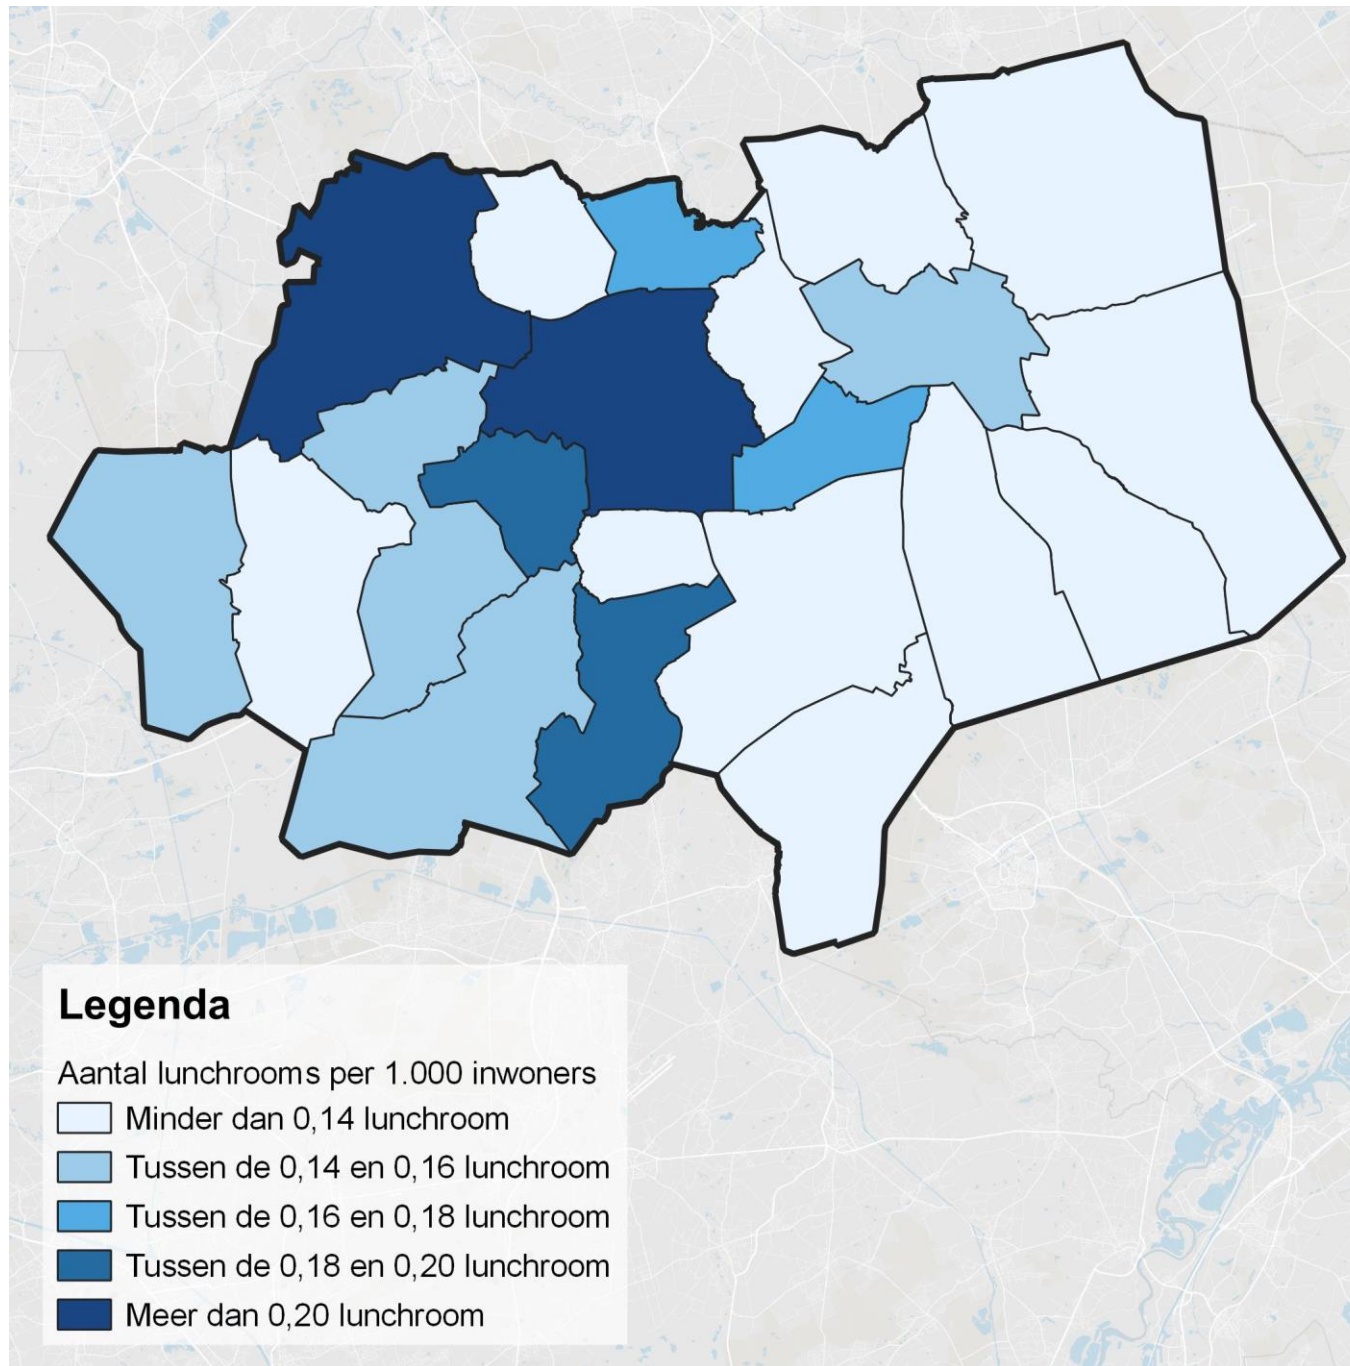 Legenda
Aantal lunchrooms per 1.000 inwoners
Minder dan 0,14 lunchroom
Tussen de 0,14 en 0,16 lunchroom
Tussen de 0,16 en 0,18 lunchroom
Tussen de 0,18 en 0,20 lunchroom
Meer dan 0,20 lunchroom